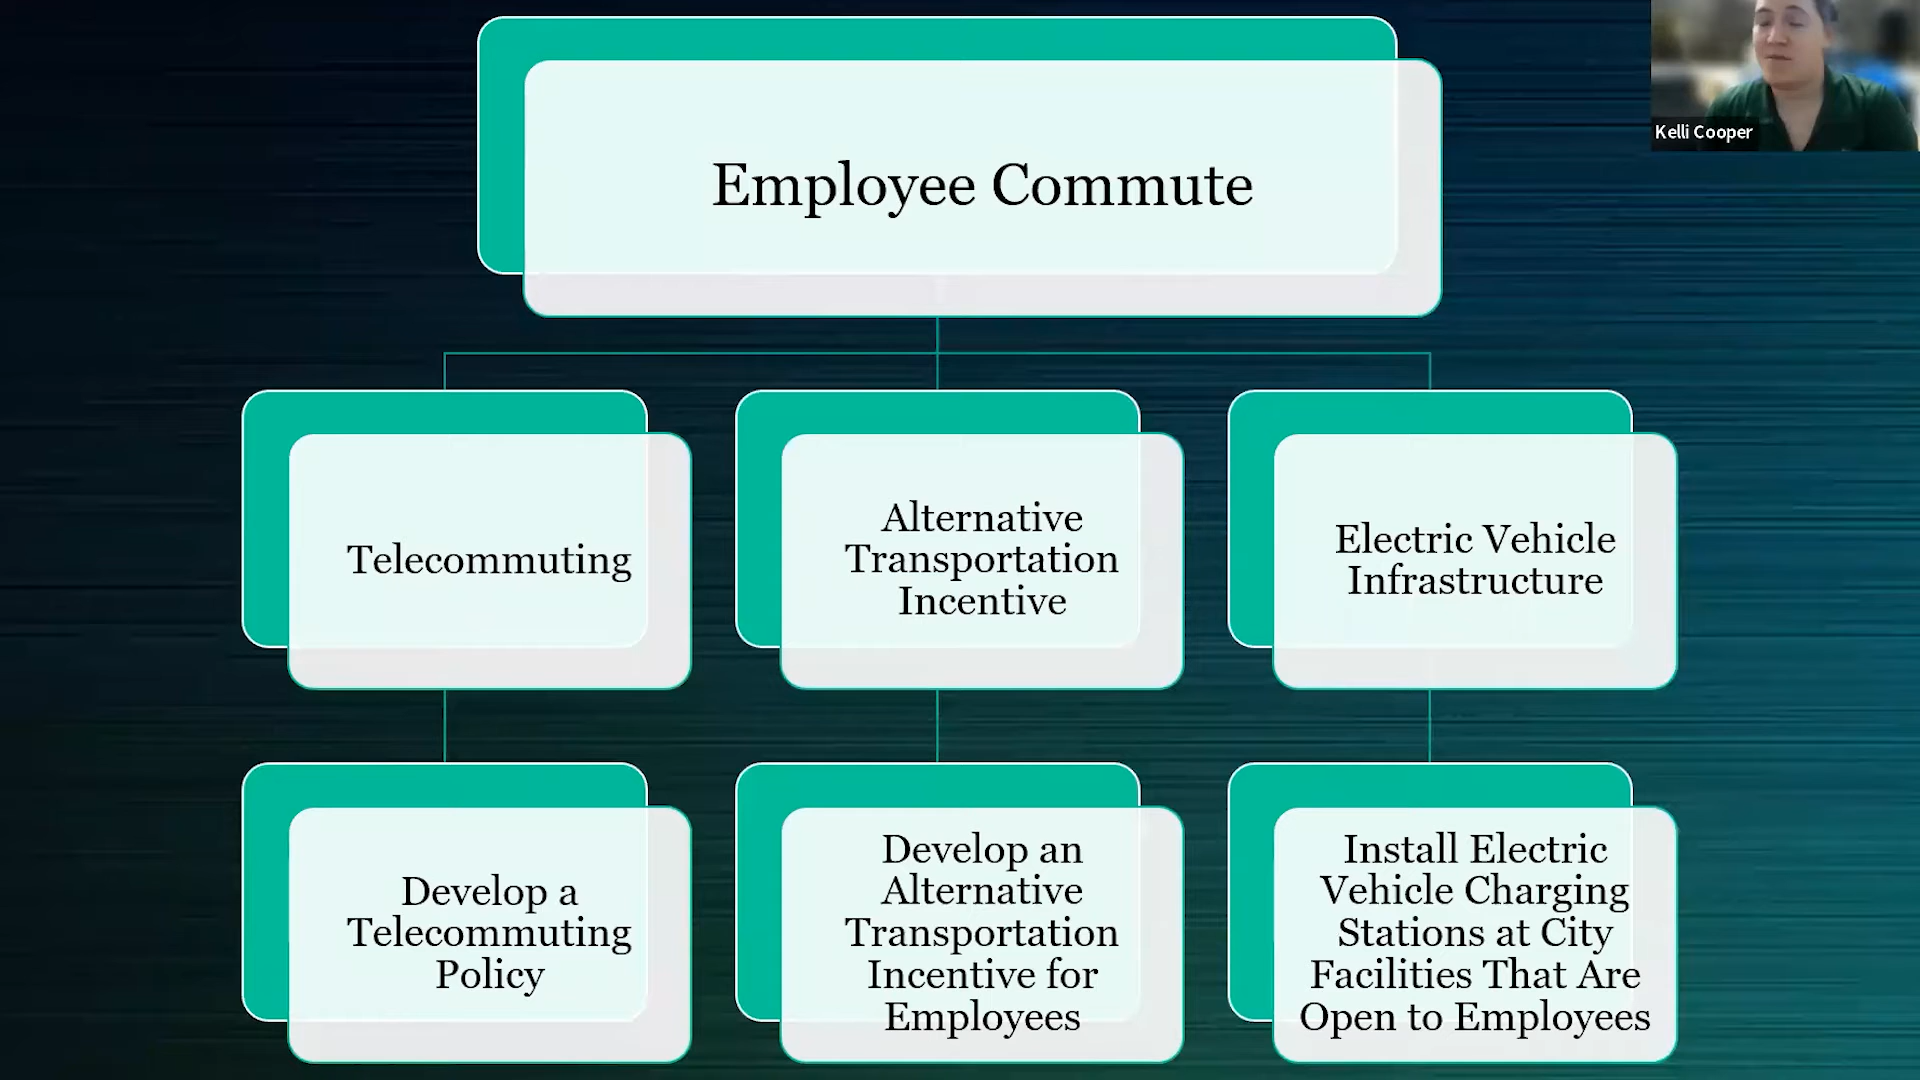 Kelli Cooper
Employee Commute
Telecommuting
Alternative
Transportation
Incentive
Electric Vehicle
Infrastructure
Develop a
Telecommuting
Policy
Develop an
Alternative
Transportation
Incentive for
Employees
Install Electric
Vehicle Charging
Stations at City
Facilities That Are
Open to Employees